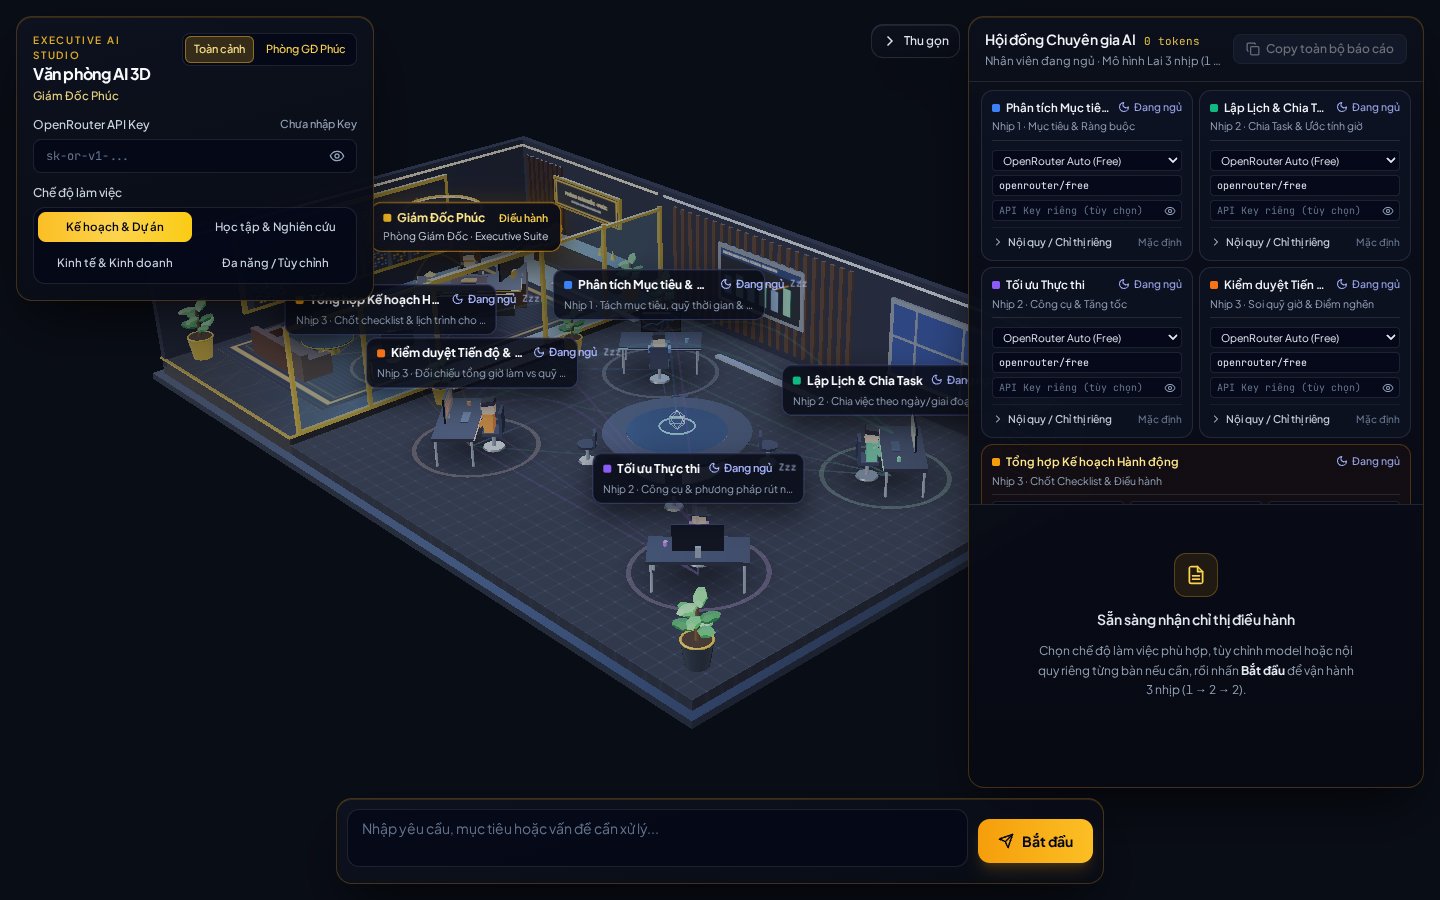 EXECUTIVE AI
STUDIO
Văn phòng AI 3D
Giám Đốc Phúc
Toàn cảnh
Phòng GĐ Phúc
OpenRouter API Key
Chưa nhập Key
sk-or-v1-...
Chế độ làm việc
Kế hoạch & Dự án
Học tập & Nghiên cứu
Kinh tế & Kinh doanh
Đa năng / Tùy chỉnh
Thu gọn
Giám Đốc Phúc
Điều hành
Phòng Giám Đốc · Executive Suite
Phân tích Mục tiêu & ...
Đang ngủ
Zzz
Nhịp 1 · Tách mục tiêu, quỹ thời gian & ...
Tổng hợp Kế hoạch H...
Đang ngủ
Zzz
Nhịp 3 · Chốt checklist & lịch trình cho ...
Kiểm duyệt Tiến độ & ...
Đang ngủ
Zzz
Nhịp 3 · Đối chiếu tổng giờ làm vs quỹ ...
Lập Lịch & Chia Task
Nhịp 2 · Chia việc theo ngày/giai
Tối ưu Thực thi
Đang ngủ
Zzz
Nhịp 2 · Công cụ & phương pháp rút n...
Hội đồng Chuyên gia AI
0 tokens
Nhân viên đang ngủ · Mô hình Lai 3 nhịp (1 ...
Copy toàn bộ báo cáo
Phân tích Mục tiê...
Đang ngủ
Nhịp 1 · Mục tiêu & Ràng buộc
OpenRouter Auto (Free)
openrouter/free
API Key riêng (tùy chọn)
Nội quy / Chỉ thị riêng
Mặc định
Lập Lịch & Chia T...
Đang ngủ
Nhịp 2 · Chia Task & Ước tính giờ
OpenRouter Auto (Free)
openrouter/free
API Key riêng (tùy chọn)
Nội quy / Chỉ thị riêng
Mặc định
Tối ưu Thực thi
Đang ngủ
Nhịp 2 · Công cụ & Tăng tốc
OpenRouter Auto (Free)
openrouter/free
API Key riêng (tùy chọn)
Nội quy / Chỉ thị riêng
Mặc định
Kiểm duyệt Tiến ...
Đang ngủ
Nhịp 3 · Soi quỹ giờ & Điểm nghẽn
OpenRouter Auto (Free)
openrouter/free
API Key riêng (tùy chọn)
Nội quy / Chỉ thị riêng
Mặc định
Tổng hợp Kế hoạch Hành động
Đang ngủ
Nhịp 3 · Chốt Checklist & Điều hành
Sẵn sàng nhận chỉ thị điều hành
Chọn chế độ làm việc phù hợp, tùy chỉnh model hoặc nội
quy riêng từng bàn nếu cần, rồi nhấn Bắt đầu để vận hành
3 nhịp (1 → 2 → 2).
Nhập yêu cầu, mục tiêu hoặc vấn đề cần xử lý...
Bắt đầu